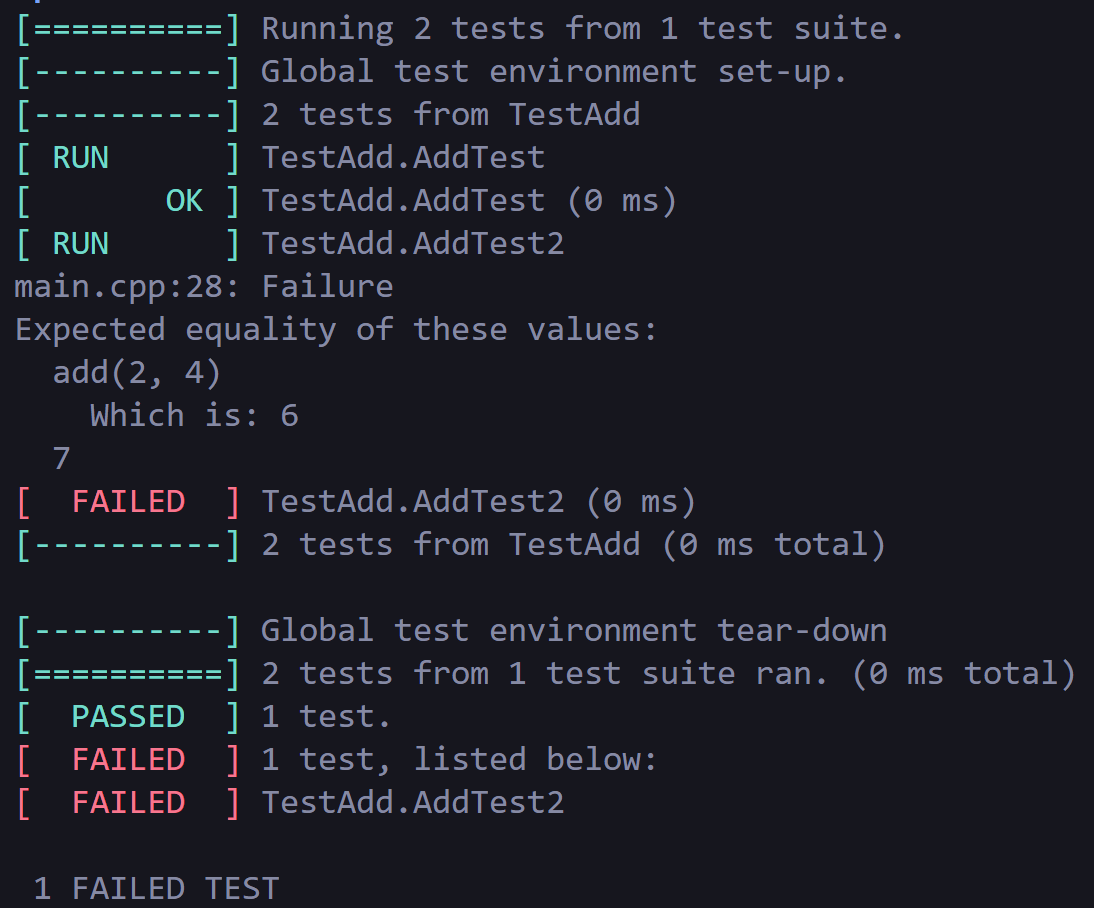 [==========] Running 2 tests from 1 test suite.
[----------] Global test environment set-up.
[----------] 2 tests from TestAdd
[ RUN      ] TestAdd.AddTest
[       OK ] TestAdd.AddTest (0 ms)
[ RUN      ] TestAdd.AddTest2
main.cpp:28: Failure
Expected equality of these values:
  add(2, 4)
    Which is: 6
  7
[  FAILED  ] TestAdd.AddTest2 (0 ms)
[----------] 2 tests from TestAdd (0 ms total)

[----------] Global test environment tear-down
[==========] 2 tests from 1 test suite ran. (0 ms total)
[  PASSED  ] 1 test.
[  FAILED  ] 1 test, listed below:
[  FAILED  ] TestAdd.AddTest2

 1 FAILED TEST